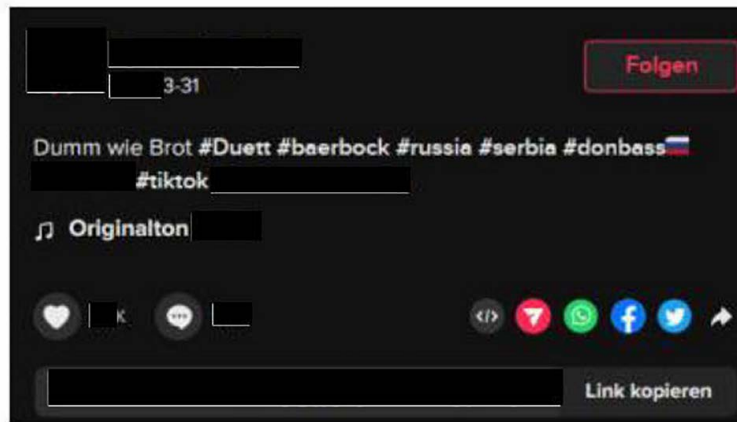 Folgen
3-31
Dumm wie Brot #Duett #baerbock #russia #serbia #donbass🇷🇺
#tiktok
♫ Originalton
K
</> 
Link kopieren